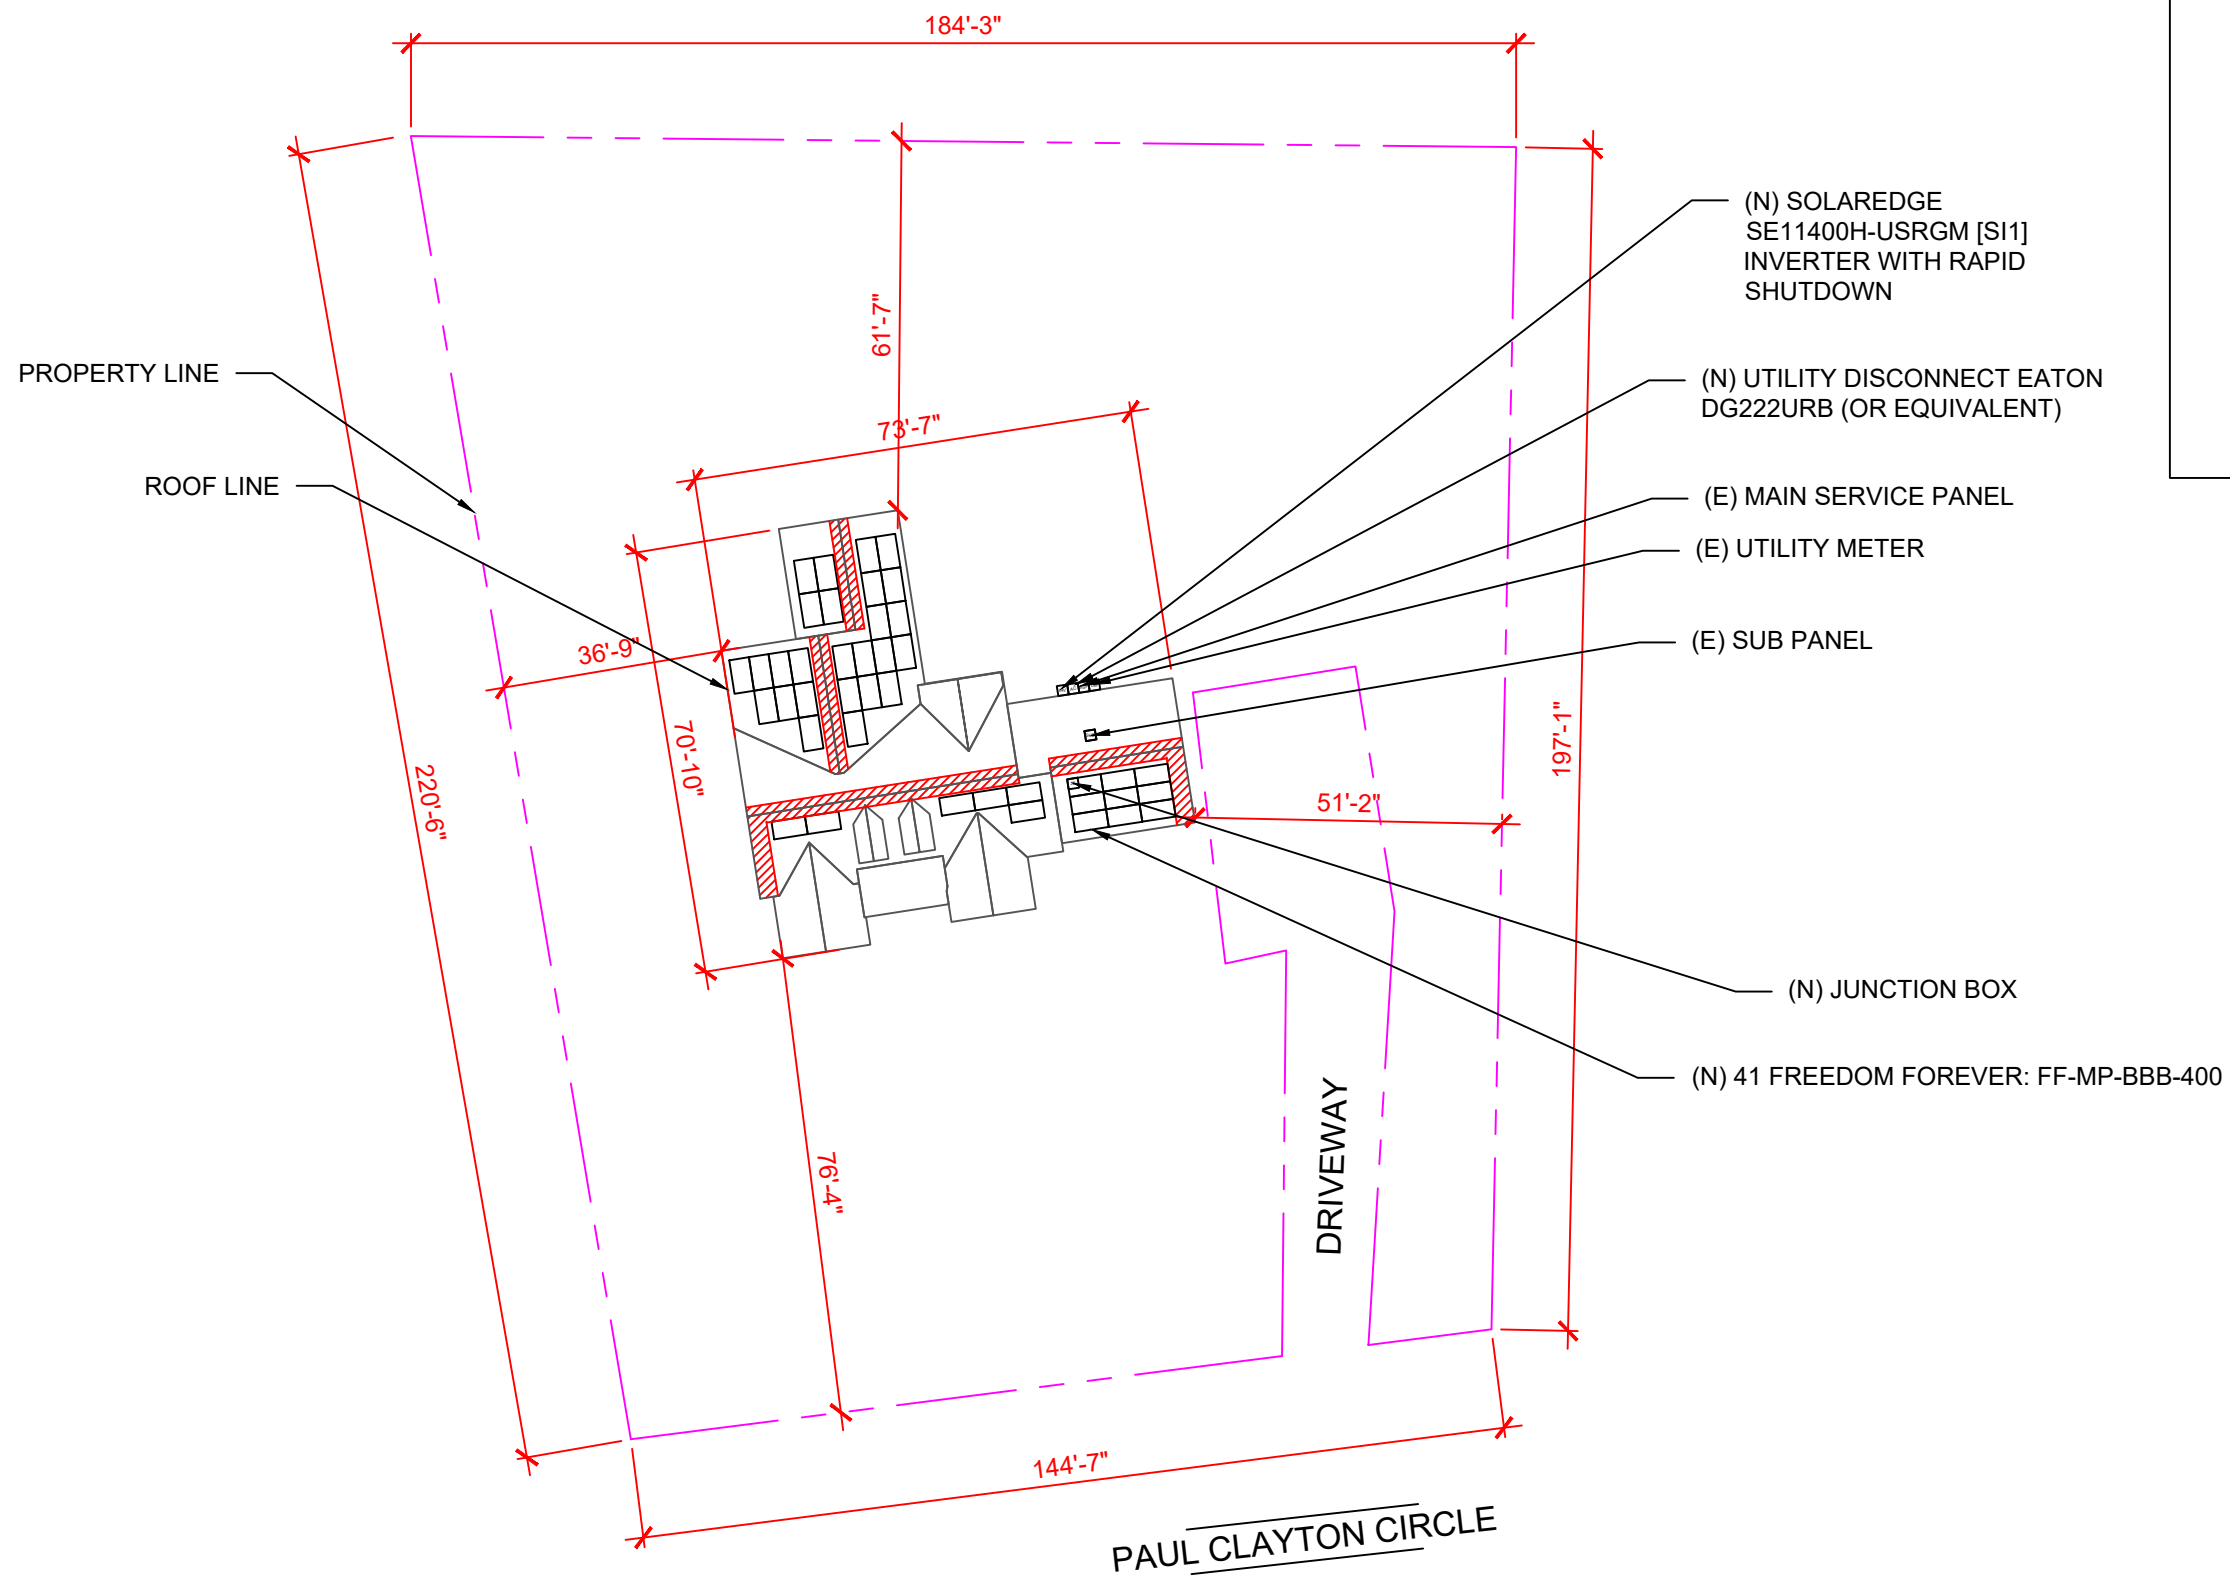 184'-3"
(N) SOLAREDGE
SE11400H-USRGM [SI1]
INVERTER WITH RAPID
SHUTDOWN
61'-7"
PROPERTY LINE
(N) UTILITY DISCONNECT EATON
DG222URB (OR EQUIVALENT)
73'-7"
ROOF LINE
(E) MAIN SERVICE PANEL
(E) UTILITY METER
36'-9"
(E) SUB PANEL
197'-1"
70'-10"
220'-6"
51'-2"
(N) JUNCTION BOX
(N) 41 FREEDOM FOREVER: FF-MP-BBB-400
DRIVEWAY
76'-4"
144'-7"
PAUL CLAYTON CIRCLE